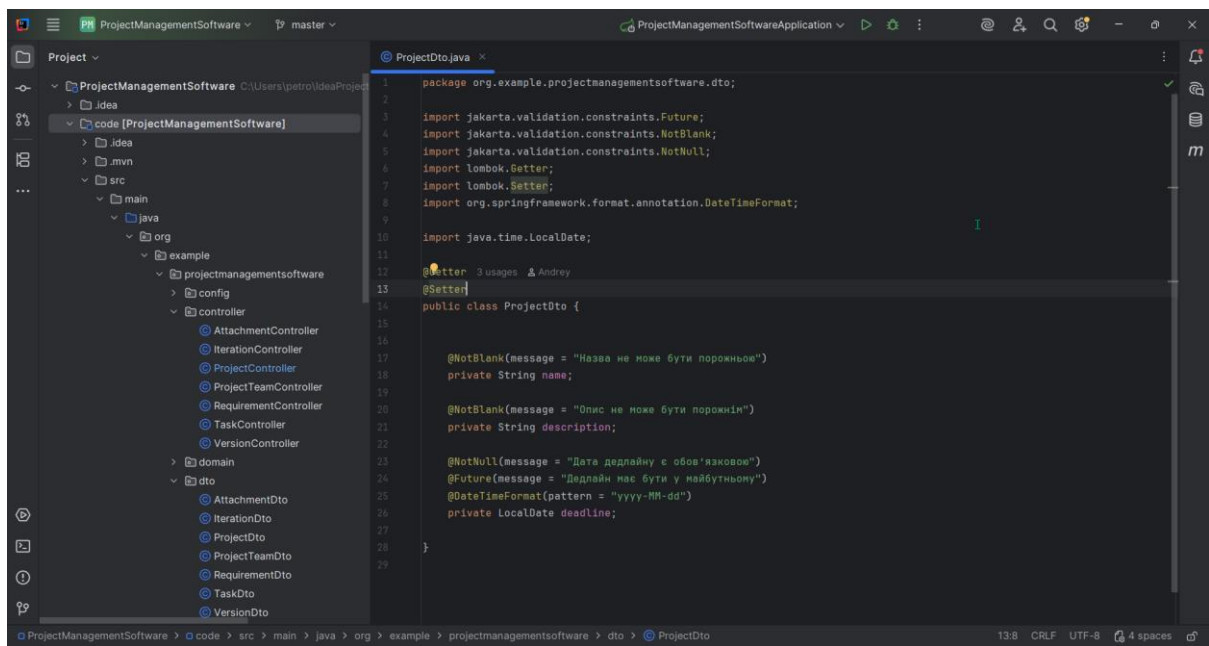 PM ProjectManagementSoftware master ProjectManagementSoftwareApplication
Project
ProjectDto.java
ProjectManagementSoftware C:\Users\petro\IdeaProject
.idea
code [ProjectManagementSoftware]
.idea
.mvn
src
main
java
org
example
projectmanagementsoftware
config
controller
AttachmentController
IterationController
ProjectController
ProjectTeamController
RequirementController
TaskController
VersionController
domain
dto
AttachmentDto
IterationDto
ProjectDto
ProjectTeamDto
RequirementDto
TaskDto
VersionDto
1 package org.example.projectmanagementsoftware.dto;
2
3 import jakarta.validation.constraints.Future;
4 import jakarta.validation.constraints.NotBlank;
5 import jakarta.validation.constraints.NotNull;
6 import lombok.Getter;
7 import lombok.Setter;
8 import org.springframework.format.annotation.DateTimeFormat;
9
10 import java.time.LocalDate;
11
12 @Getter 3 usages Andrey
13 @Setter
14 public class ProjectDto {
15
16
17 @NotBlank(message = "Назва не може бути порожньою")
18 private String name;
19
20 @NotBlank(message = "Опис не може бути порожнім")
21 private String description;
22
23 @NotNull(message = "Дата дедлайну є обов'язковою")
24 @Future(message = "Дедлайн має бути у майбутньому")
25 @DateTimeFormat(pattern = "yyyy-MM-dd")
26 private LocalDate deadline;
27
28 }
29
m
ProjectManagementSoftware > code > src > main > java > org > example > projectmanagementsoftware > dto > ProjectDto 13:8 CRLF UTF-8 4 spaces